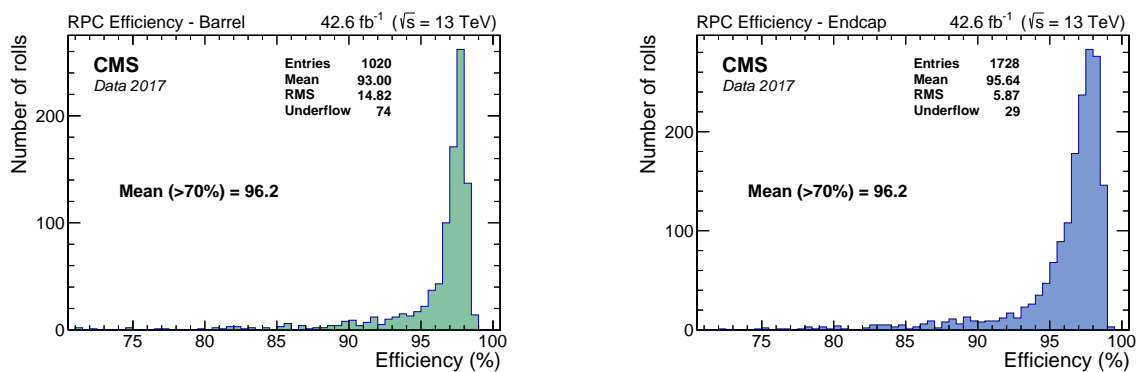 RPC Efficiency - Barrel 42.6 fb⁻¹ (√s = 13 TeV)
Number of rolls
CMS
Data 2017
Entries 1020
Mean 93.00
RMS 14.82
Underflow 74
Mean (>70%) = 96.2
200
100
0
75 80 85 90 95 100
Efficiency (%)
RPC Efficiency - Endcap 42.6 fb⁻¹ (√s = 13 TeV)
Number of rolls
CMS
Data 2017
Entries 1728
Mean 95.64
RMS 5.87
Underflow 29
Mean (>70%) = 96.2
200
100
0
75 80 85 90 95 100
Efficiency (%)